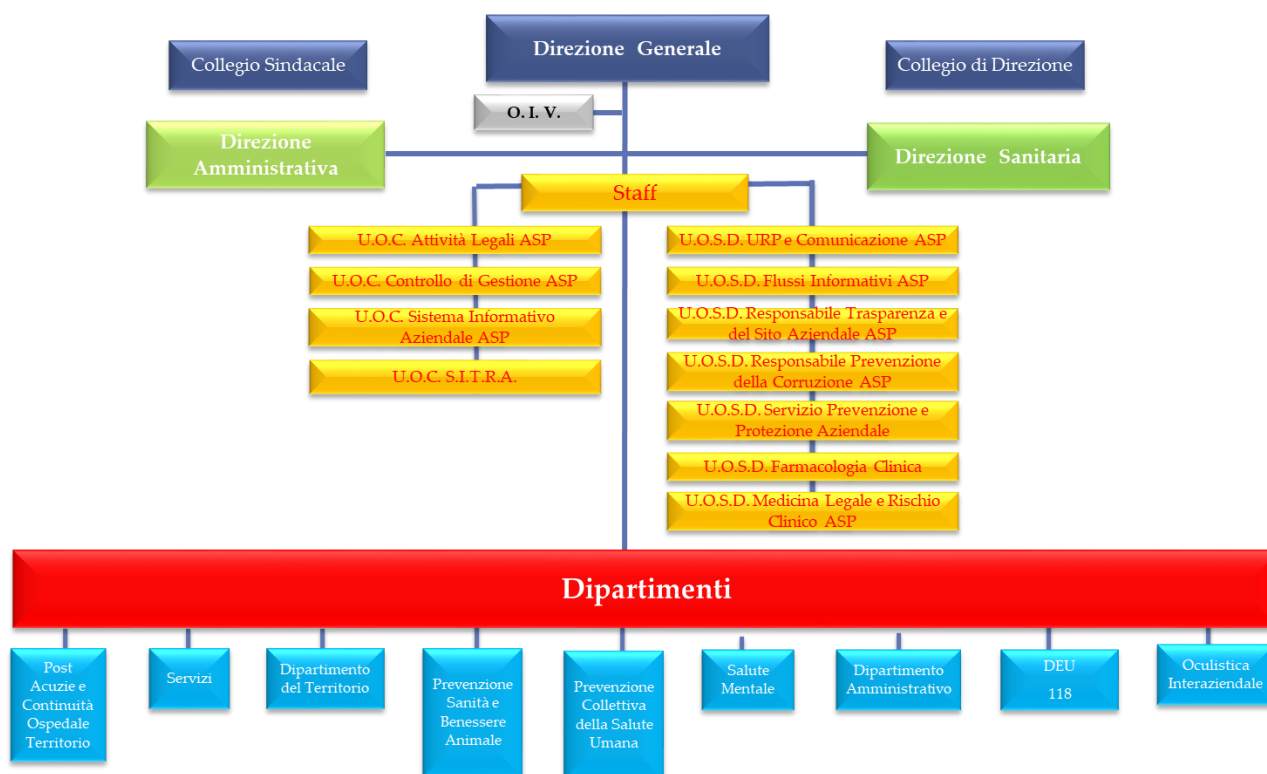 Direzione Generale
Collegio Sindacale
Collegio di Direzione
O. I. V.
Direzione
Amministrativa
Direzione Sanitaria
Staff
U.O.C. Attività Legali ASP
U.O.C. Controllo di Gestione ASP
U.O.C. Sistema Informativo
Aziendale ASP
U.O.C. S.I.T.R.A.
U.O.S.D. URP e Comunicazione ASP
U.O.S.D. Flussi Informativi ASP
U.O.S.D. Responsabile Trasparenza e
del Sito Aziendale ASP
U.O.S.D. Responsabile Prevenzione
della Corruzione ASP
U.O.S.D. Servizio Prevenzione e
Protezione Aziendale
U.O.S.D. Farmacologia Clinica
U.O.S.D. Medicina Legale e Rischio
Clinico ASP
Dipartimenti
Post
Acuzie e
Continuità
Ospedale
Territorio
Servizi
Dipartimento
del Territorio
Prevenzione
Sanità e
Benessere
Animale
Prevenzione
Collettiva
della Salute
Umana
Salute
Mentale
Dipartimento
Amministrativo
DEU
118
Oculistica
Interaziendale